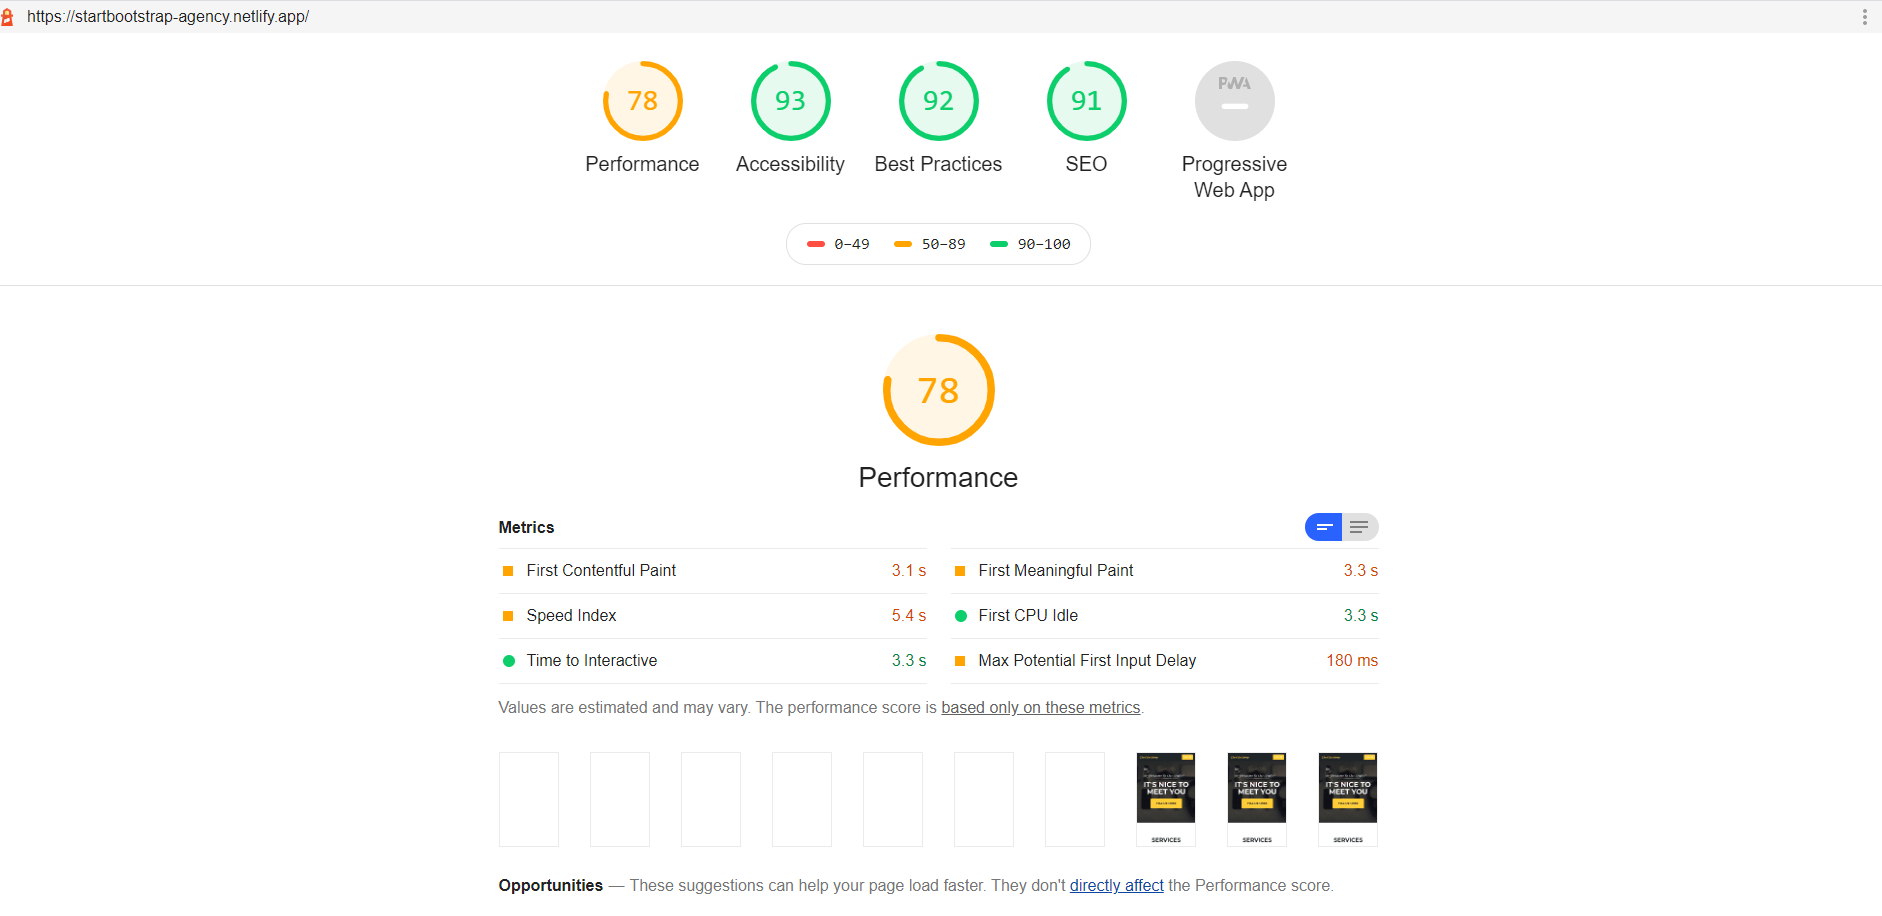 https://startbootstrap-agency.netlify.app/
78 93 92 91 PWA
Performance Accessibility Best Practices SEO Progressive Web App
0–49 50–89 90–100
78
Performance
Metrics
First Contentful Paint 3.1 s
First Meaningful Paint 3.3 s
Speed Index 5.4 s
First CPU Idle 3.3 s
Time to Interactive 3.3 s
Max Potential First Input Delay 180 ms
Values are estimated and may vary. The performance score is based only on these metrics.
IT'S NICE TO
MEET YOU
SERVICES
IT'S NICE TO
MEET YOU
SERVICES
IT'S NICE TO
MEET YOU
SERVICES
Opportunities — These suggestions can help your page load faster. They don't directly affect the Performance score.